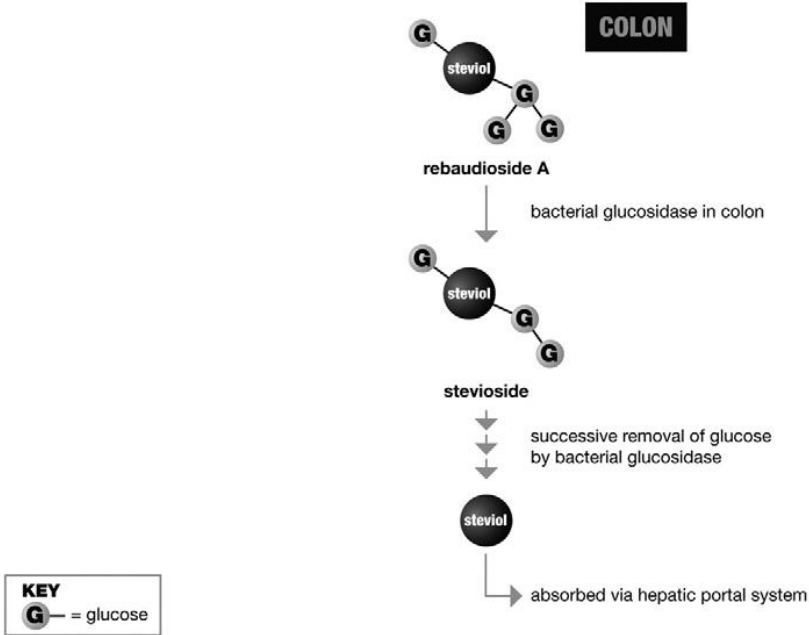 COLON
G
steviol
G
G
G
rebaudioside A
bacterial glucosidase in colon
G
steviol
G
G
stevioside
successive removal of glucose
by bacterial glucosidase
steviol
absorbed via hepatic portal system
KEY
G = glucose